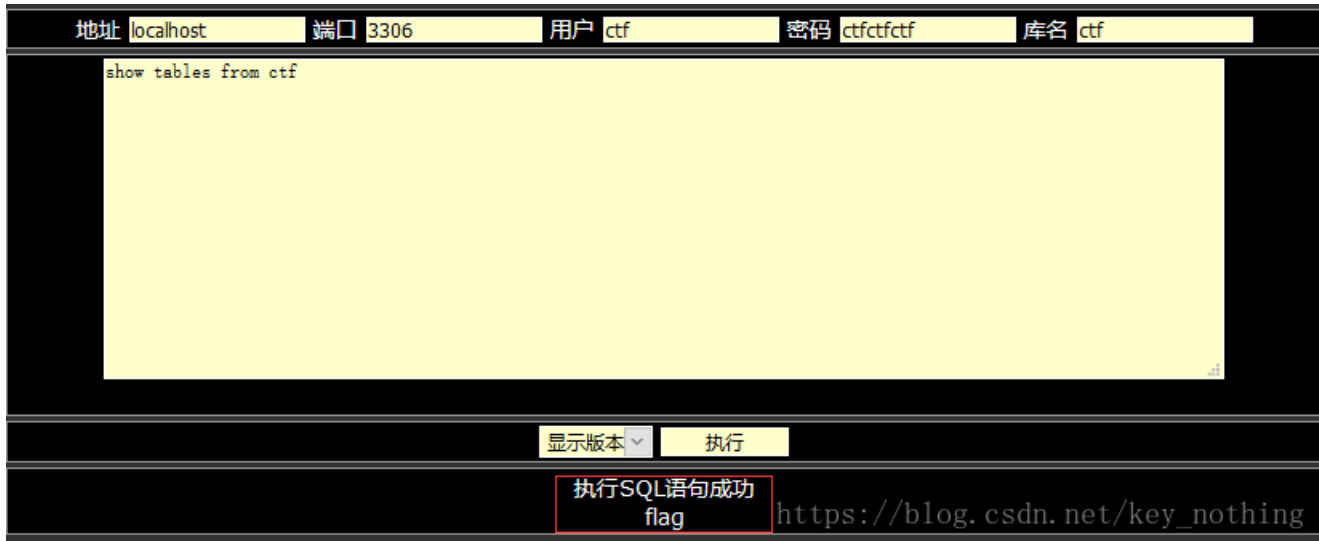 地址 localhost 端口 3306 用户 ctf 密码 ctfctfctf 库名 ctf
show tables from ctf
显示版本 执行
执行SQL语句成功
flag
https://blog.csdn.net/key_nothing